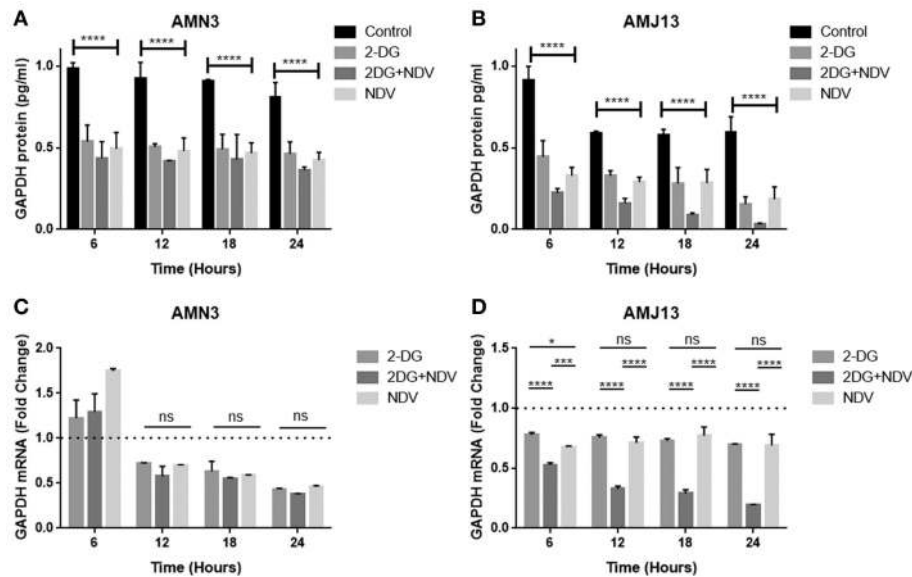 A
AMN3
GAPDH protein (pg/ml)
1.0
0.5
0.0
****
****
****
****
6
12
18
24
Time (Hours)
Control
2-DG
2DG+NDV
NDV
B
AMJ13
GAPDH protein pg/ml)
1.0
0.5
0.0
****
****
****
****
6
12
18
24
Time (Hours)
Control
2-DG
2DG+NDV
NDV
C
AMN3
GAPDH mRNA (Fold Change)
2.0
1.5
1.0
0.5
0.0
ns
ns
ns
6
12
18
24
Time (Hours)
2-DG
2DG+NDV
NDV
D
AMJ13
GAPDH mRNA (Fold Change)
1.5
1.0
0.5
0.0
*
ns
ns
ns
***
****
****
****
****
****
****
****
6
12
18
24
Time (Hours)
2-DG
2DG+NDV
NDV